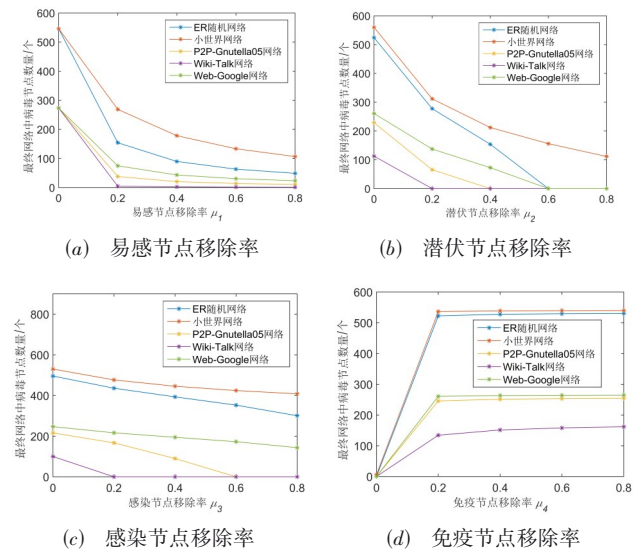 600
500
400
300
200
100
0
最终网络中病毒节点数量/个
ER随机网络
小世界网络
P2P-Gnutella05网络
Wiki-Talk网络
Web-Google网络
0 0.2 0.4 0.6 0.8
易感节点移除率 μ1
(a) 易感节点移除率
600
500
400
300
200
100
0
最终网络中病毒节点数量/个
ER随机网络
小世界网络
P2P-Gnutella05网络
Wiki-Talk网络
Web-Google网络
0 0.2 0.4 0.6 0.8
潜伏节点移除率 μ2
(b) 潜伏节点移除率
800
600
400
200
0
最终网络中病毒节点数量/个
ER随机网络
小世界网络
P2P-Gnutella05网络
Wiki-Talk网络
Web-Google网络
0 0.2 0.4 0.6 0.8
感染节点移除率 μ3
(c) 感染节点移除率
600
500
400
300
200
100
0
最终网络中病毒节点数量/个
ER随机网络
小世界网络
P2P-Gnutella05网络
Wiki-Talk网络
Web-Google网络
0 0.2 0.4 0.6 0.8
免疫节点移除率 μ4
(d) 免疫节点移除率